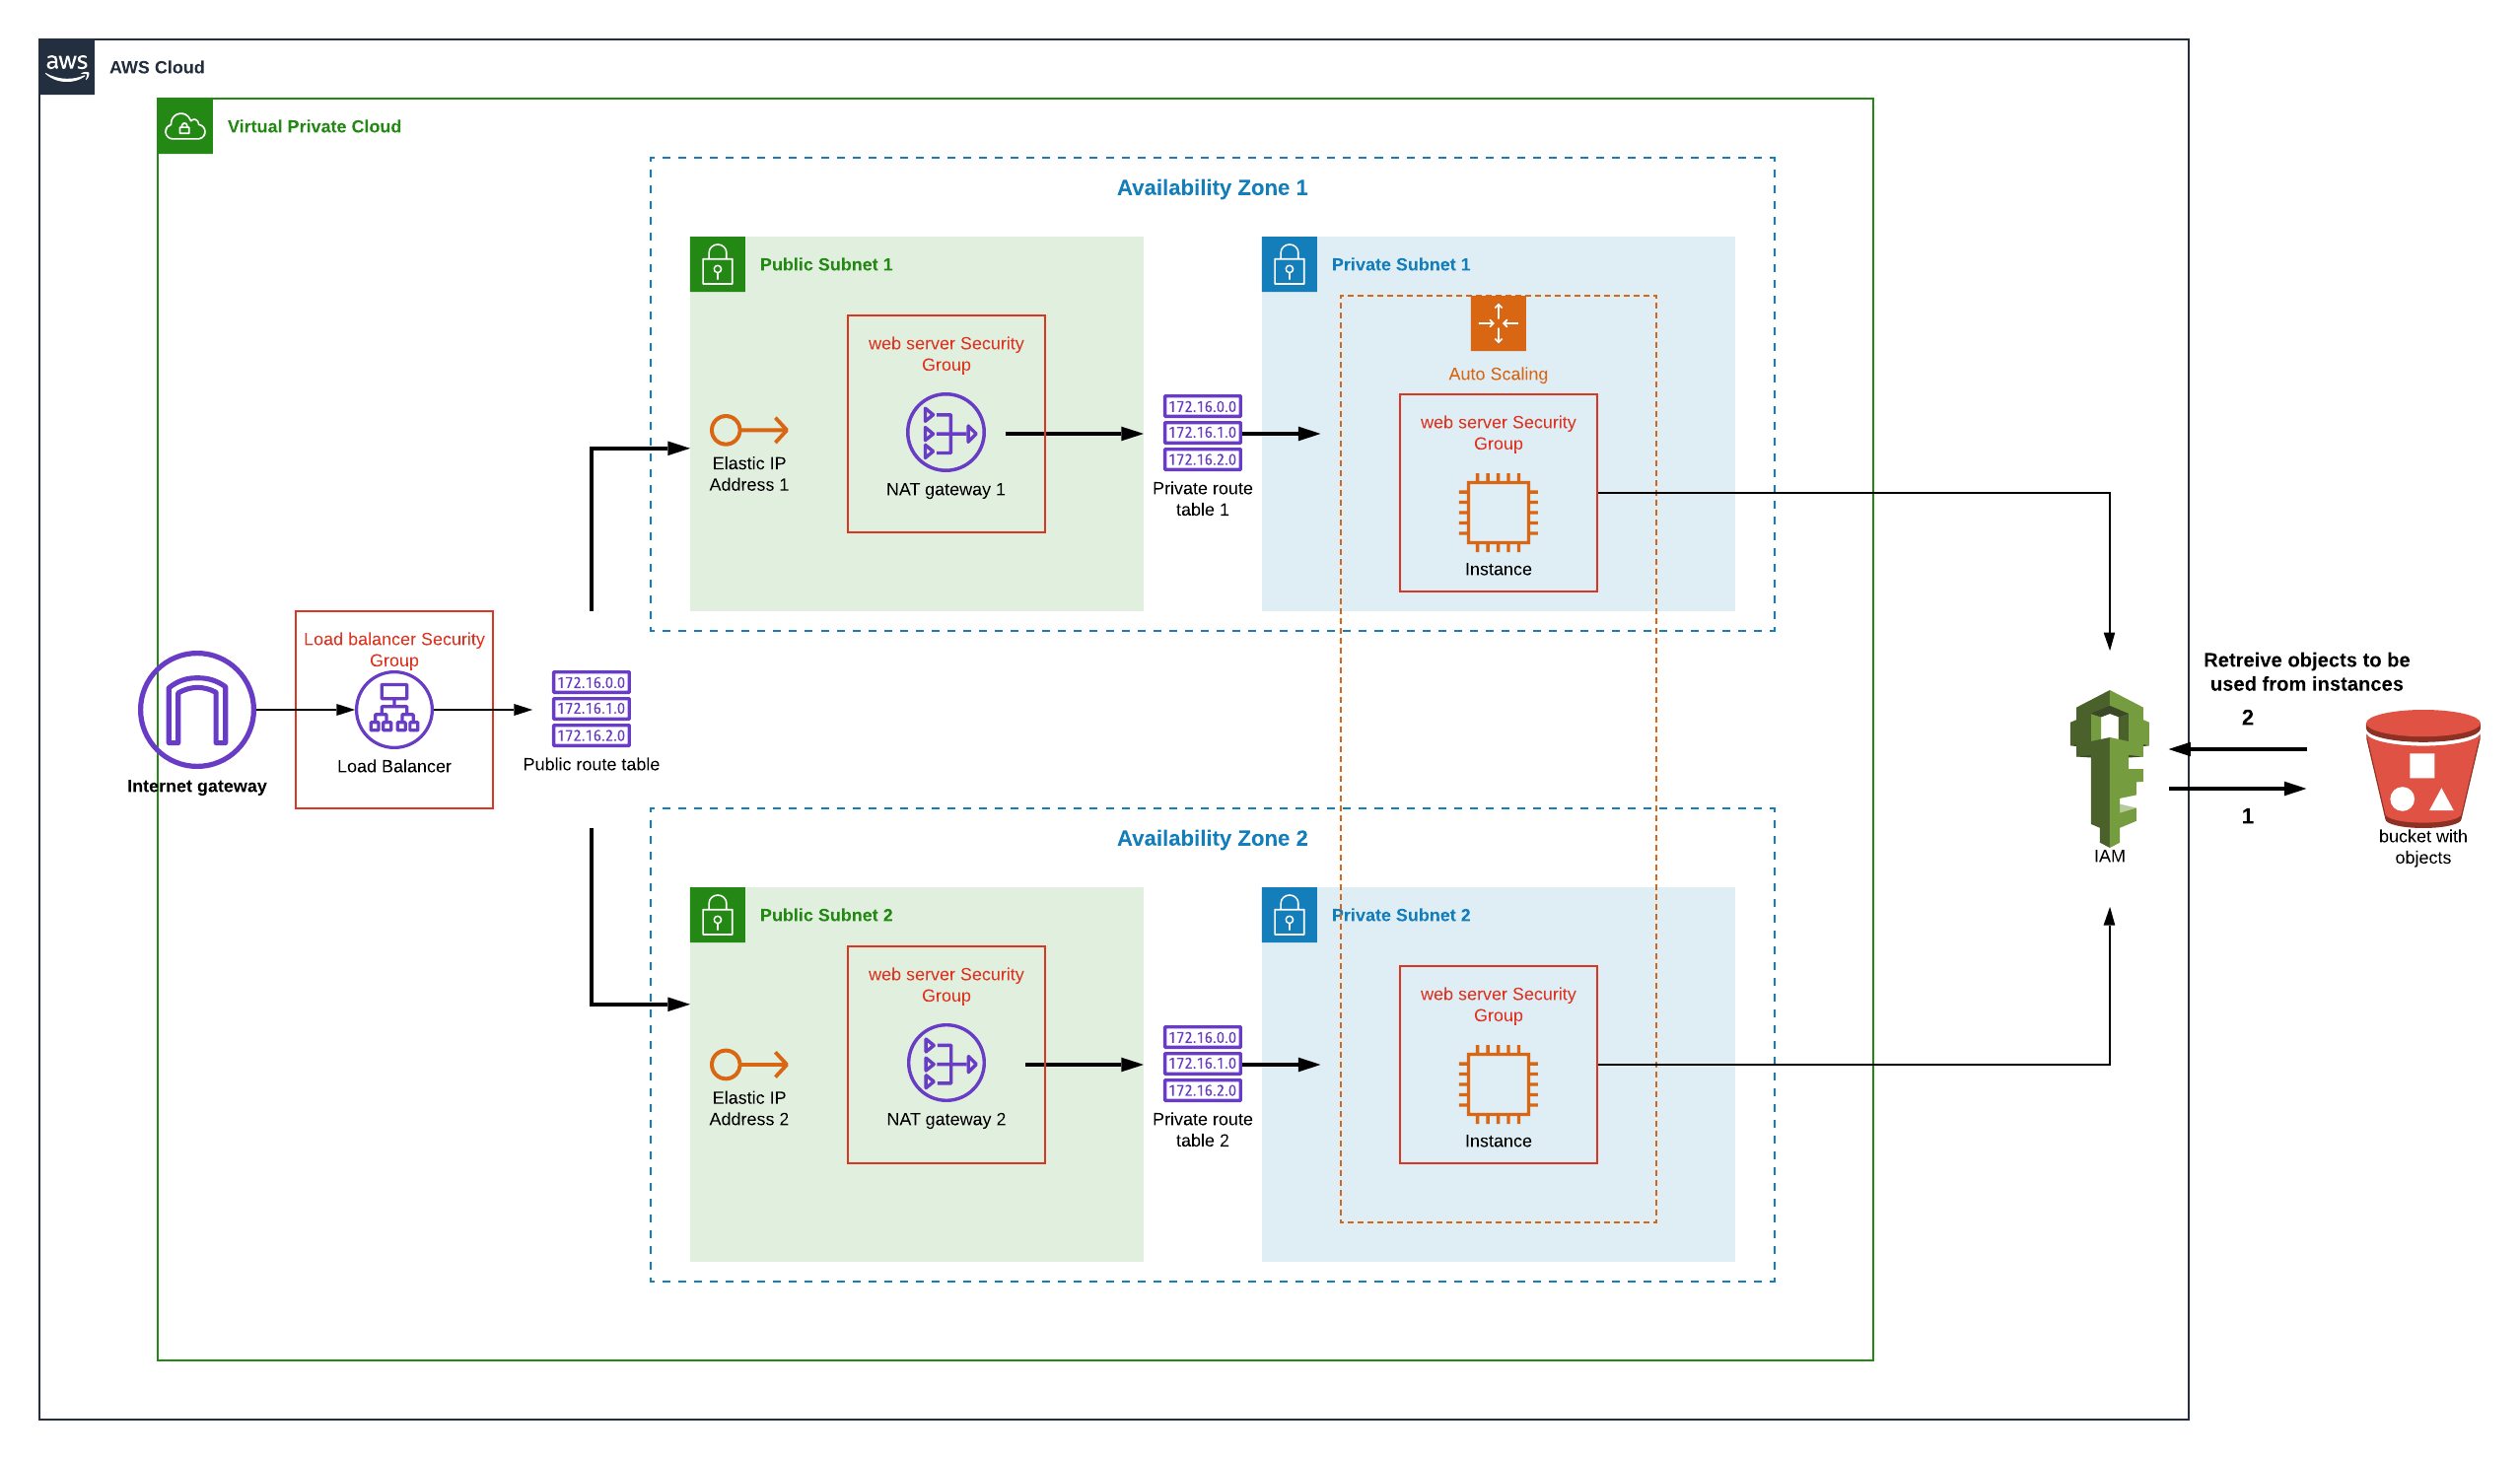 aws
AWS Cloud
Virtual Private Cloud
Availability Zone 1
Public Subnet 1
web server Security
Group
Elastic IP
Address 1
NAT gateway 1
172.16.0.0
172.16.1.0
172.16.2.0
Private route
table 1
Private Subnet 1
Auto Scaling
web server Security
Group
Instance
Internet gateway
Load balancer Security
Group
Load Balancer
172.16.0.0
172.16.1.0
172.16.2.0
Public route table
Availability Zone 2
Public Subnet 2
web server Security
Group
Elastic IP
Address 2
NAT gateway 2
172.16.0.0
172.16.1.0
172.16.2.0
Private route
table 2
Private Subnet 2
web server Security
Group
Instance
IAM
Retreive objects to be
used from instances
2
1
bucket with
objects